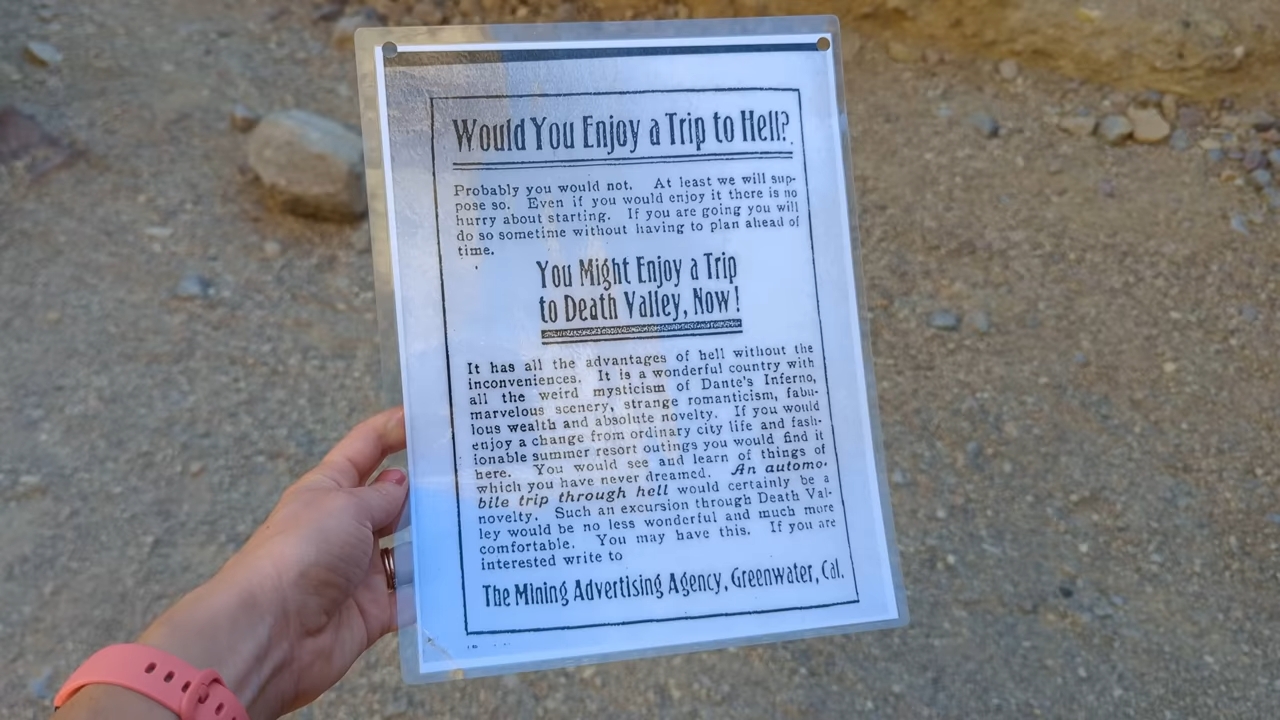 Would You Enjoy a Trip to Hell?
Probably you would not. At least we will sup-
pose so. Even if you would enjoy it there is no
hurry about starting. If you are going you will
do so sometime without having to plan ahead of
time.
You Might Enjoy a Trip
to Death Valley, Now!
It has all the advantages of hell without the
inconveniences. It is a wonderful country with
all the weird mysticism of Dante's Inferno,
marvelous scenery, strange romanticism, fabu-
lous wealth and absolute novelty. If you would
enjoy a change from ordinary city life and fash-
ionable summer resort outings you would find it
here. You would see and learn of things of
which you have never dreamed. An automo-
bile trip through hell would certainly be a
novelty. Such an excursion through Death Val-
ley would be no less wonderful and much more
comfortable. You may have this. If you are
interested write to
The Mining Advertising Agency, Greenwater, Cal.